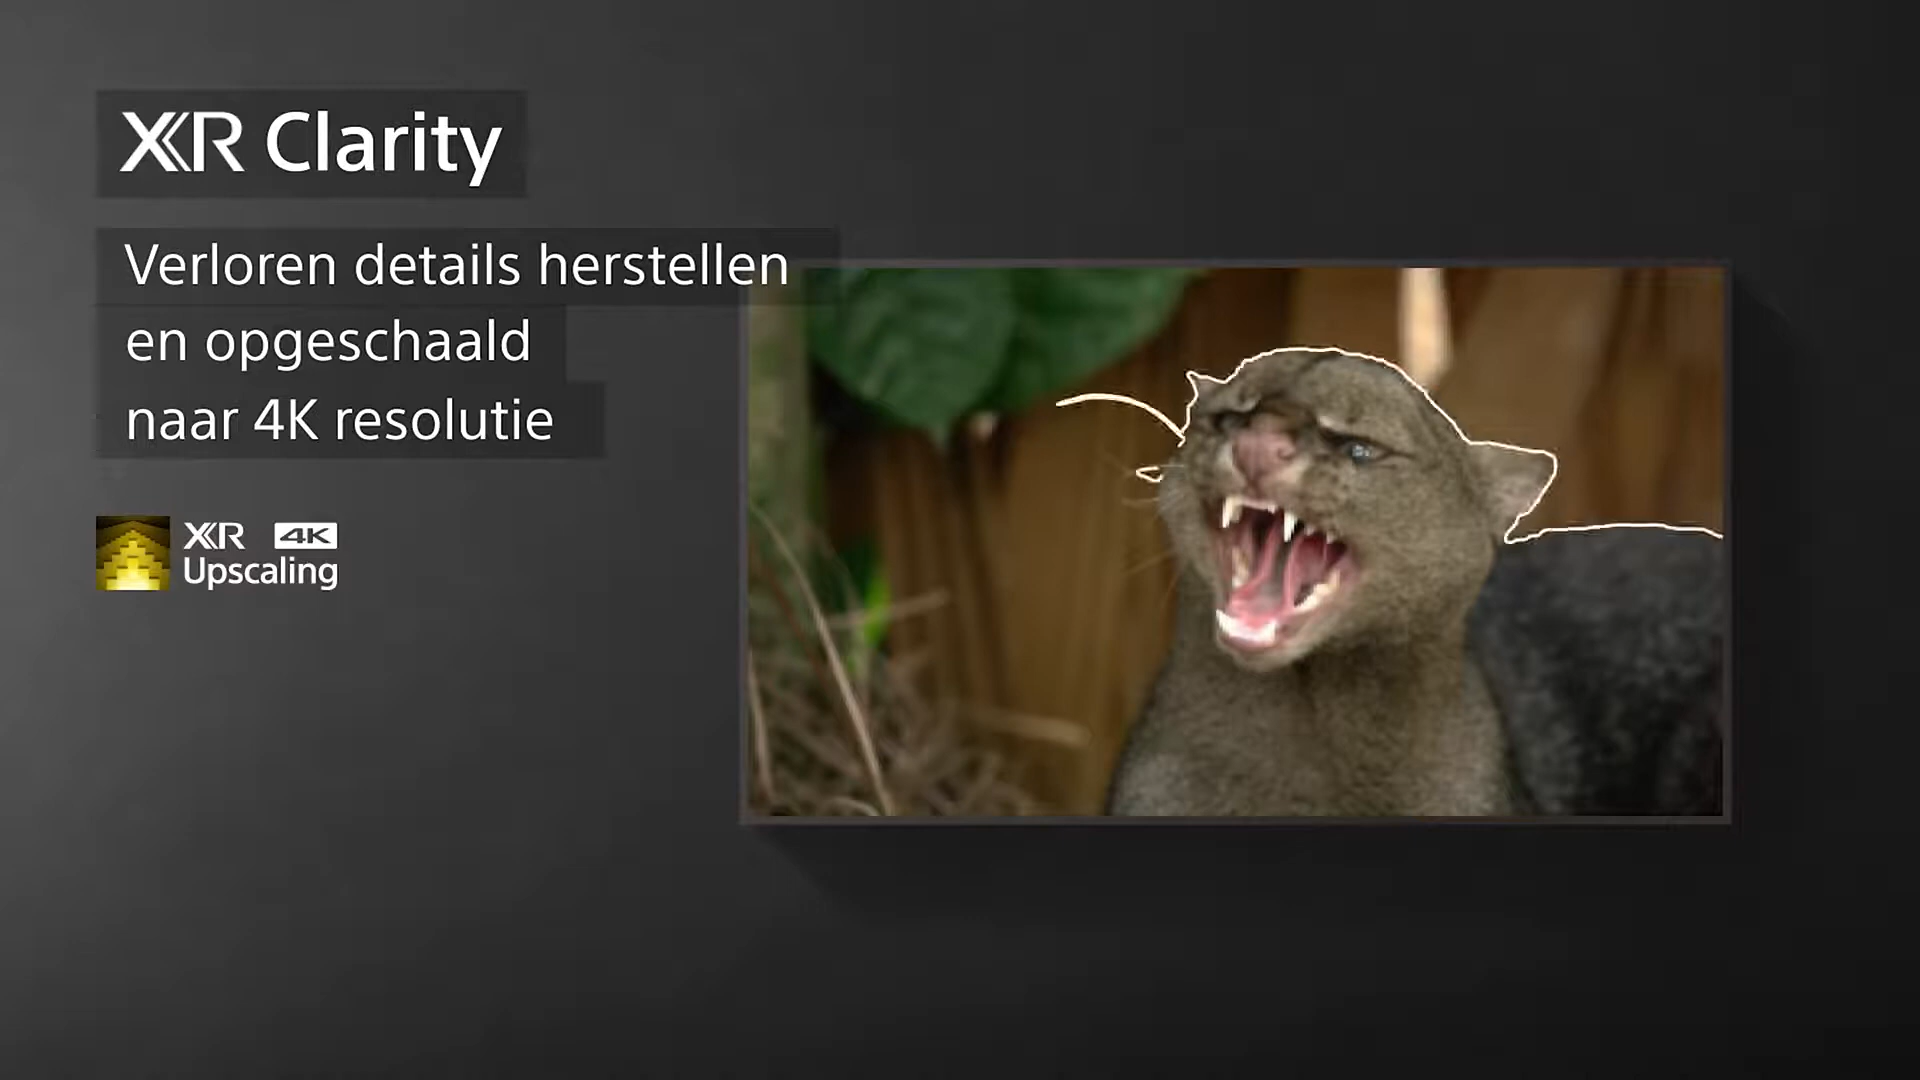 XR Clarity
Verloren details herstellen
en opgeschaald
naar 4K resolutie
XR 4K
Upscaling